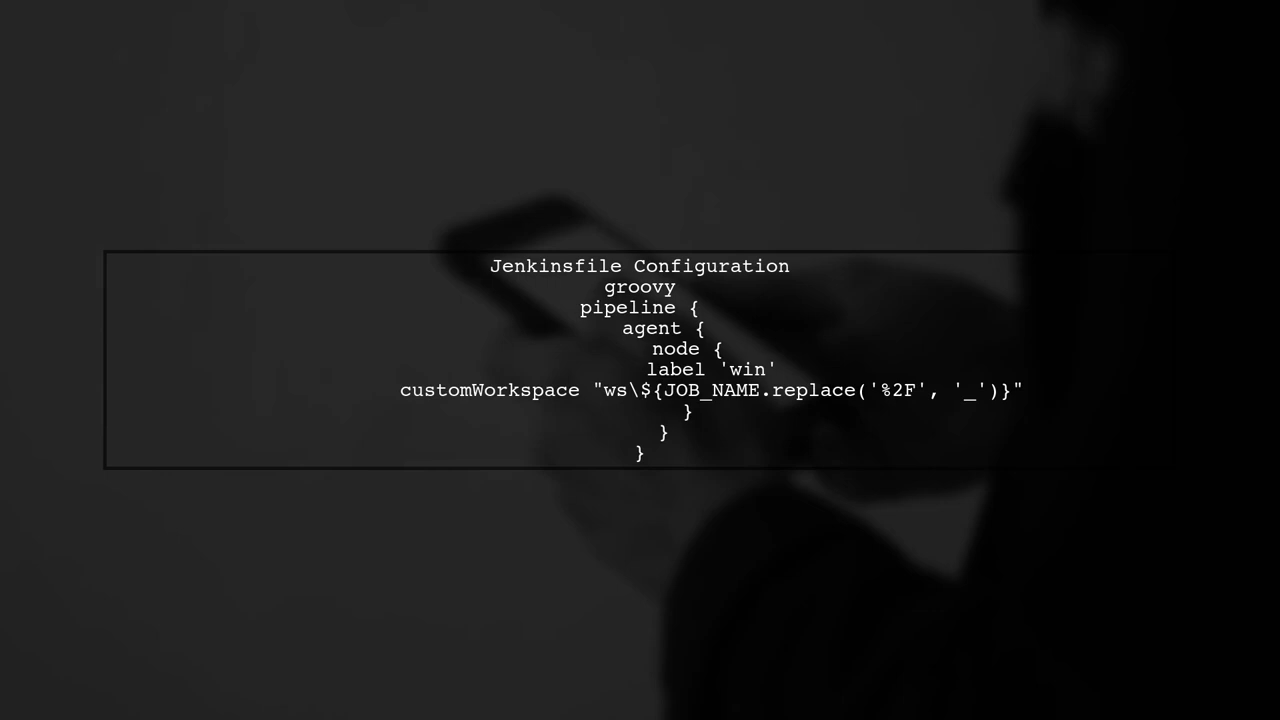 Jenkinsfile Configuration
groovy
pipeline {
agent {
node {
label 'win'
customWorkspace "ws\${JOB_NAME.replace('%2F', '_')}"
}
}
}